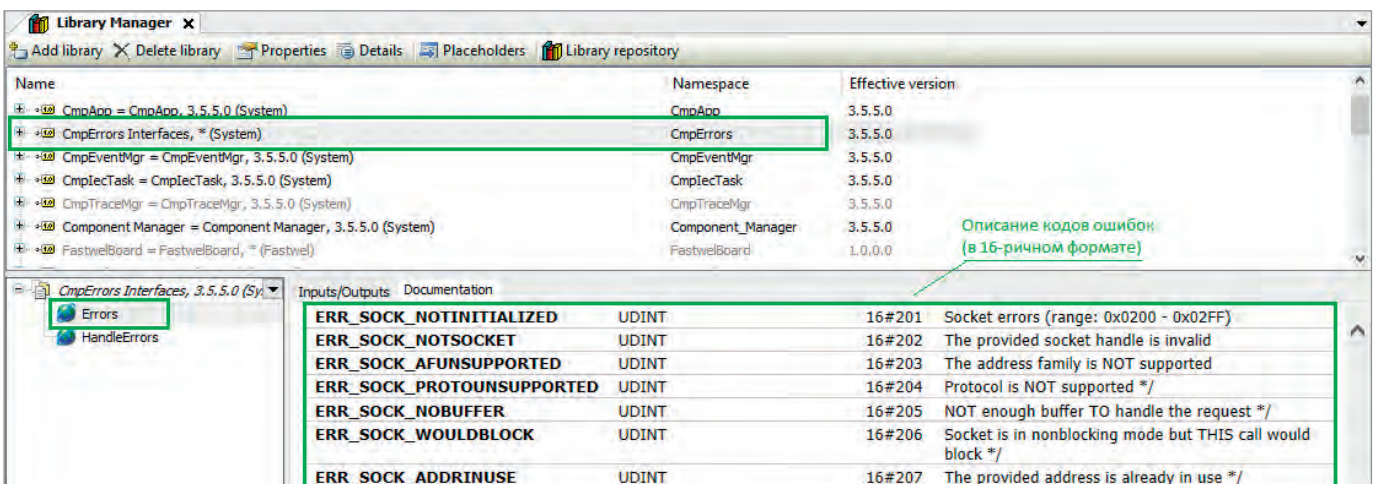 Library Manager x
Add library Delete library Properties Details Placeholders Library repository
Name Namespace Effective version
CmpApp = CmpApp, 3.5.5.0 (System) CmpApp 3.5.5.0
CmpErrors Interfaces, * (System) CmpErrors 3.5.5.0
CmpEventMgr = CmpEventMgr, 3.5.5.0 (System) CmpEventMgr 3.5.5.0
CmpIecTask = CmpIecTask, 3.5.5.0 (System) CmpIecTask 3.5.5.0
CmpTraceMgr = CmpTraceMgr, 3.5.5.0 (System) CmpTraceMgr 3.5.5.0
Component Manager = Component Manager, 3.5.5.0 (System) Component_Manager 3.5.5.0
FastwelBoard = FastwelBoard, * (Fastwel) FastwelBoard 1.0.0.0
Описание кодов ошибок
(в 16-ричном формате)
CmpErrors Interfaces, 3.5.5.0 (Sy
Errors
HandleErrors
Inputs/Outputs Documentation
ERR_SOCK_NOTINITIALIZED UDINT 16#201 Socket errors (range: 0x0200 - 0x02FF)
ERR_SOCK_NOTSOCKET UDINT 16#202 The provided socket handle is invalid
ERR_SOCK_AFUNSUPPORTED UDINT 16#203 The address family is NOT supported
ERR_SOCK_PROTOUNSUPPORTED UDINT 16#204 Protocol is NOT supported */
ERR_SOCK_NOBUFFER UDINT 16#205 NOT enough buffer TO handle the request */
ERR_SOCK_WOULDBLOCK UDINT 16#206 Socket is in nonblocking mode but THIS call would
block */
ERR_SOCK_ADDRINUSE UDINT 16#207 The provided address is already in use */